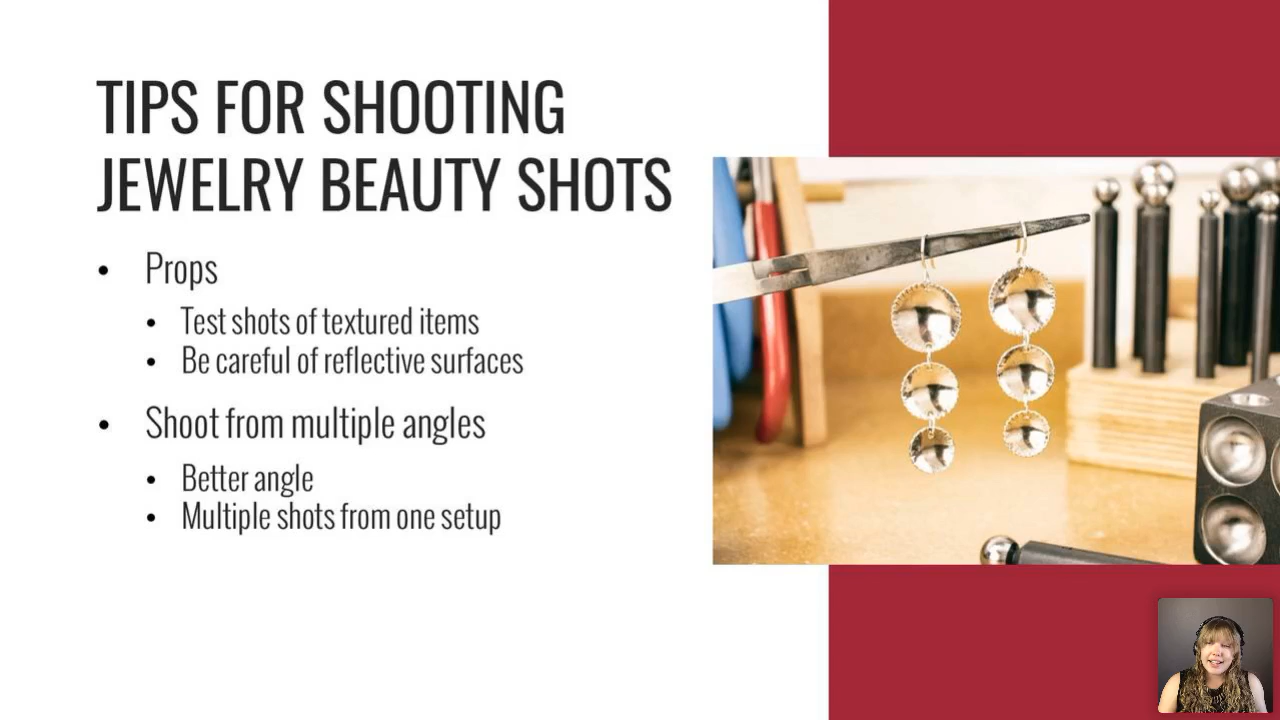 TIPS FOR SHOOTING
JEWELRY BEAUTY SHOTS
• Props
• Test shots of textured items
• Be careful of reflective surfaces
• Shoot from multiple angles
• Better angle
• Multiple shots from one setup